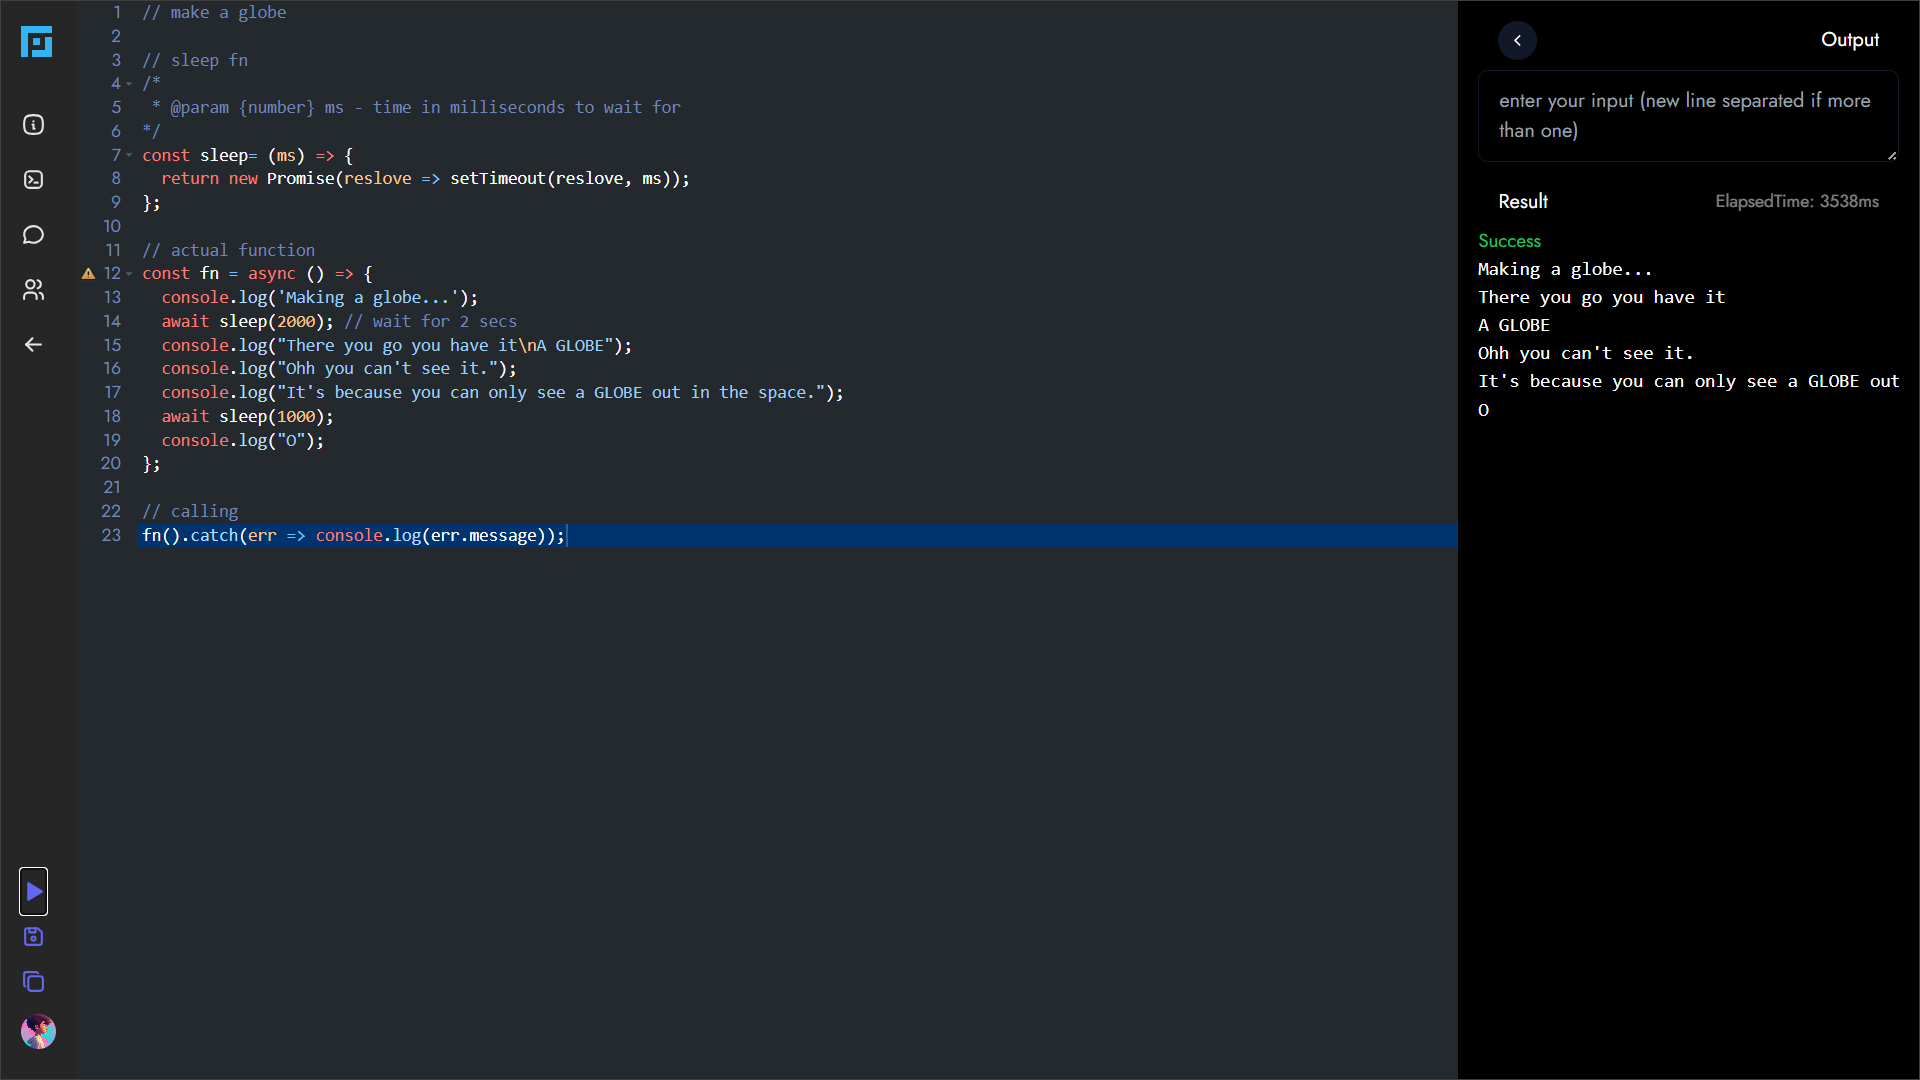 1 // make a globe
2
3 // sleep fn
4 /*
5  * @param {number} ms - time in milliseconds to wait for
6 */
7 const sleep= (ms) => {
8   return new Promise(reslove => setTimeout(reslove, ms));
9 };
10
11 // actual function
12 const fn = async () => {
13   console.log('Making a globe...');
14   await sleep(2000); // wait for 2 secs
15   console.log("There you go you have it\nA GLOBE");
16   console.log("Ohh you can't see it.");
17   console.log("It's because you can only see a GLOBE out in the space.");
18   await sleep(1000);
19   console.log("O");
20 };
21
22 // calling
23 fn().catch(err => console.log(err.message));
Output
enter your input (new line separated if more
than one)
Result ElapsedTime: 3538ms
Success
Making a globe...
There you go you have it
A GLOBE
Ohh you can't see it.
It's because you can only see a GLOBE out
O